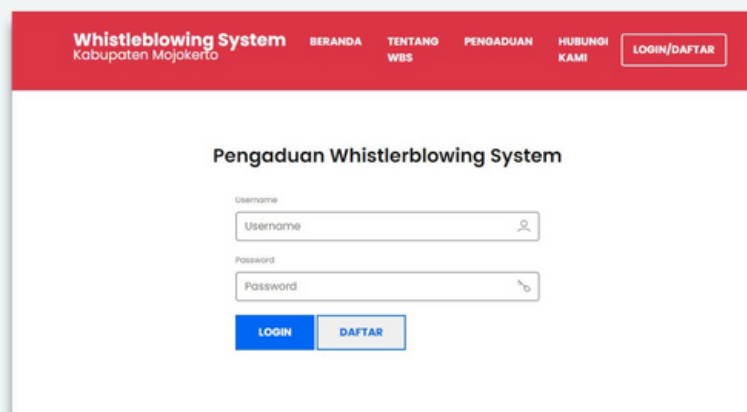 Whistleblowing System
Kabupaten Mojokerto
BERANDA
TENTANG
WBS
PENGADUAN
HUBUNGI
KAMI
LOGIN/DAFTAR
Pengaduan Whistlerblowing System
Username
Username
Password
Password
LOGIN
DAFTAR